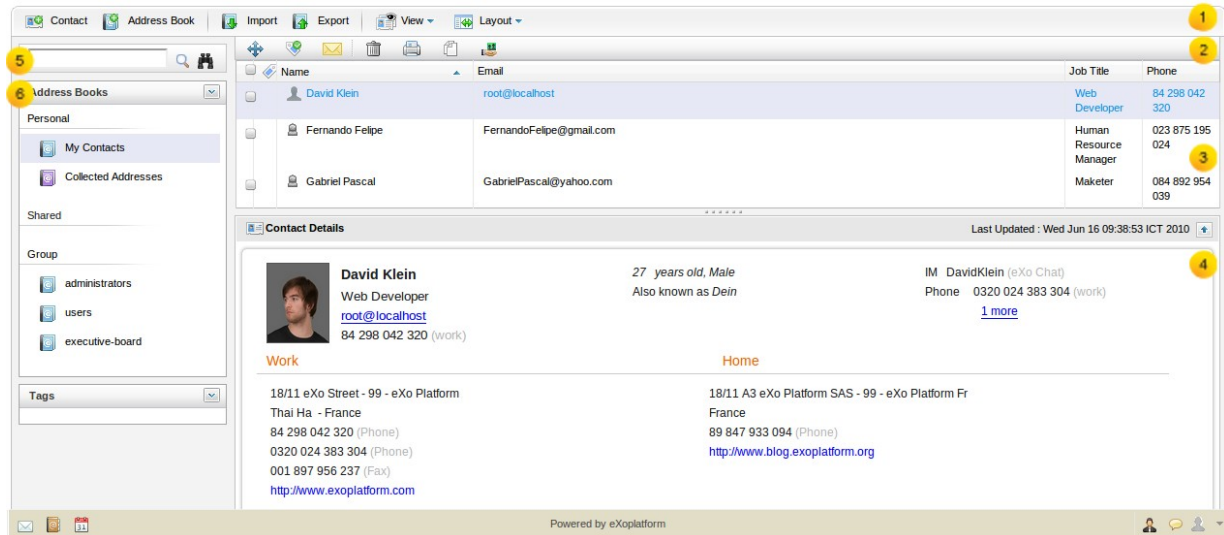 Contact Address Book Import Export View Layout 1
2
5
6 Address Books
Personal
My Contacts
Collected Addresses
Shared
Group
administrators
users
executive-board
Tags
Name Email Job Title Phone
David Klein root@localhost Web Developer 84 298 042 320
Fernando Felipe FernandoFelipe@gmail.com Human Resource Manager 023 875 195 024
3
Gabriel Pascal GabrielPascal@yahoo.com Maketer 084 892 954 039
Contact Details Last Updated : Wed Jun 16 09:38:53 ICT 2010
4
David Klein
Web Developer
root@localhost
84 298 042 320 (work)
27 years old, Male
Also known as Dein
IM DavidKlein (eXo Chat)
Phone 0320 024 383 304 (work)
1 more
Work
18/11 eXo Street - 99 - eXo Platform
Thai Ha - France
84 298 042 320 (Phone)
0320 024 383 304 (Phone)
001 897 956 237 (Fax)
http://www.exoplatform.com
Home
18/11 A3 eXo Platform SAS - 99 - eXo Platform Fr
France
89 847 933 094 (Phone)
http://www.blog.exoplatform.org
31
Powered by eXoplatform